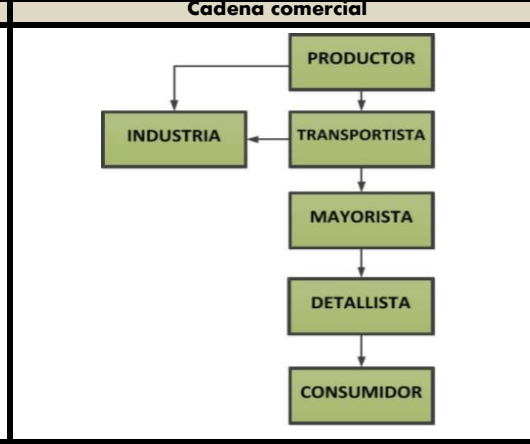 Cadena comercial
PRODUCTOR
INDUSTRIA
TRANSPORTISTA
MAYORISTA
DETALLISTA
CONSUMIDOR